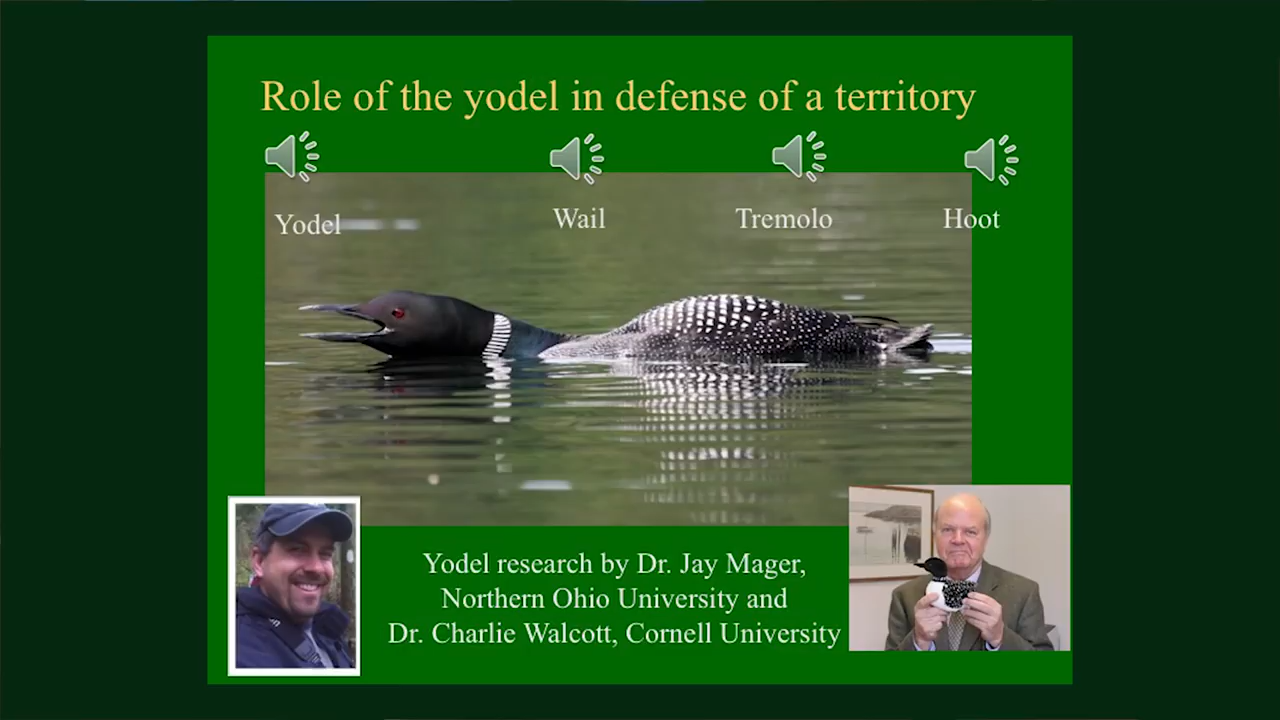 Role of the yodel in defense of a territory
Yodel
Wail
Tremolo
Hoot
Yodel research by Dr. Jay Mager,
Northern Ohio University and
Dr. Charlie Walcott, Cornell University